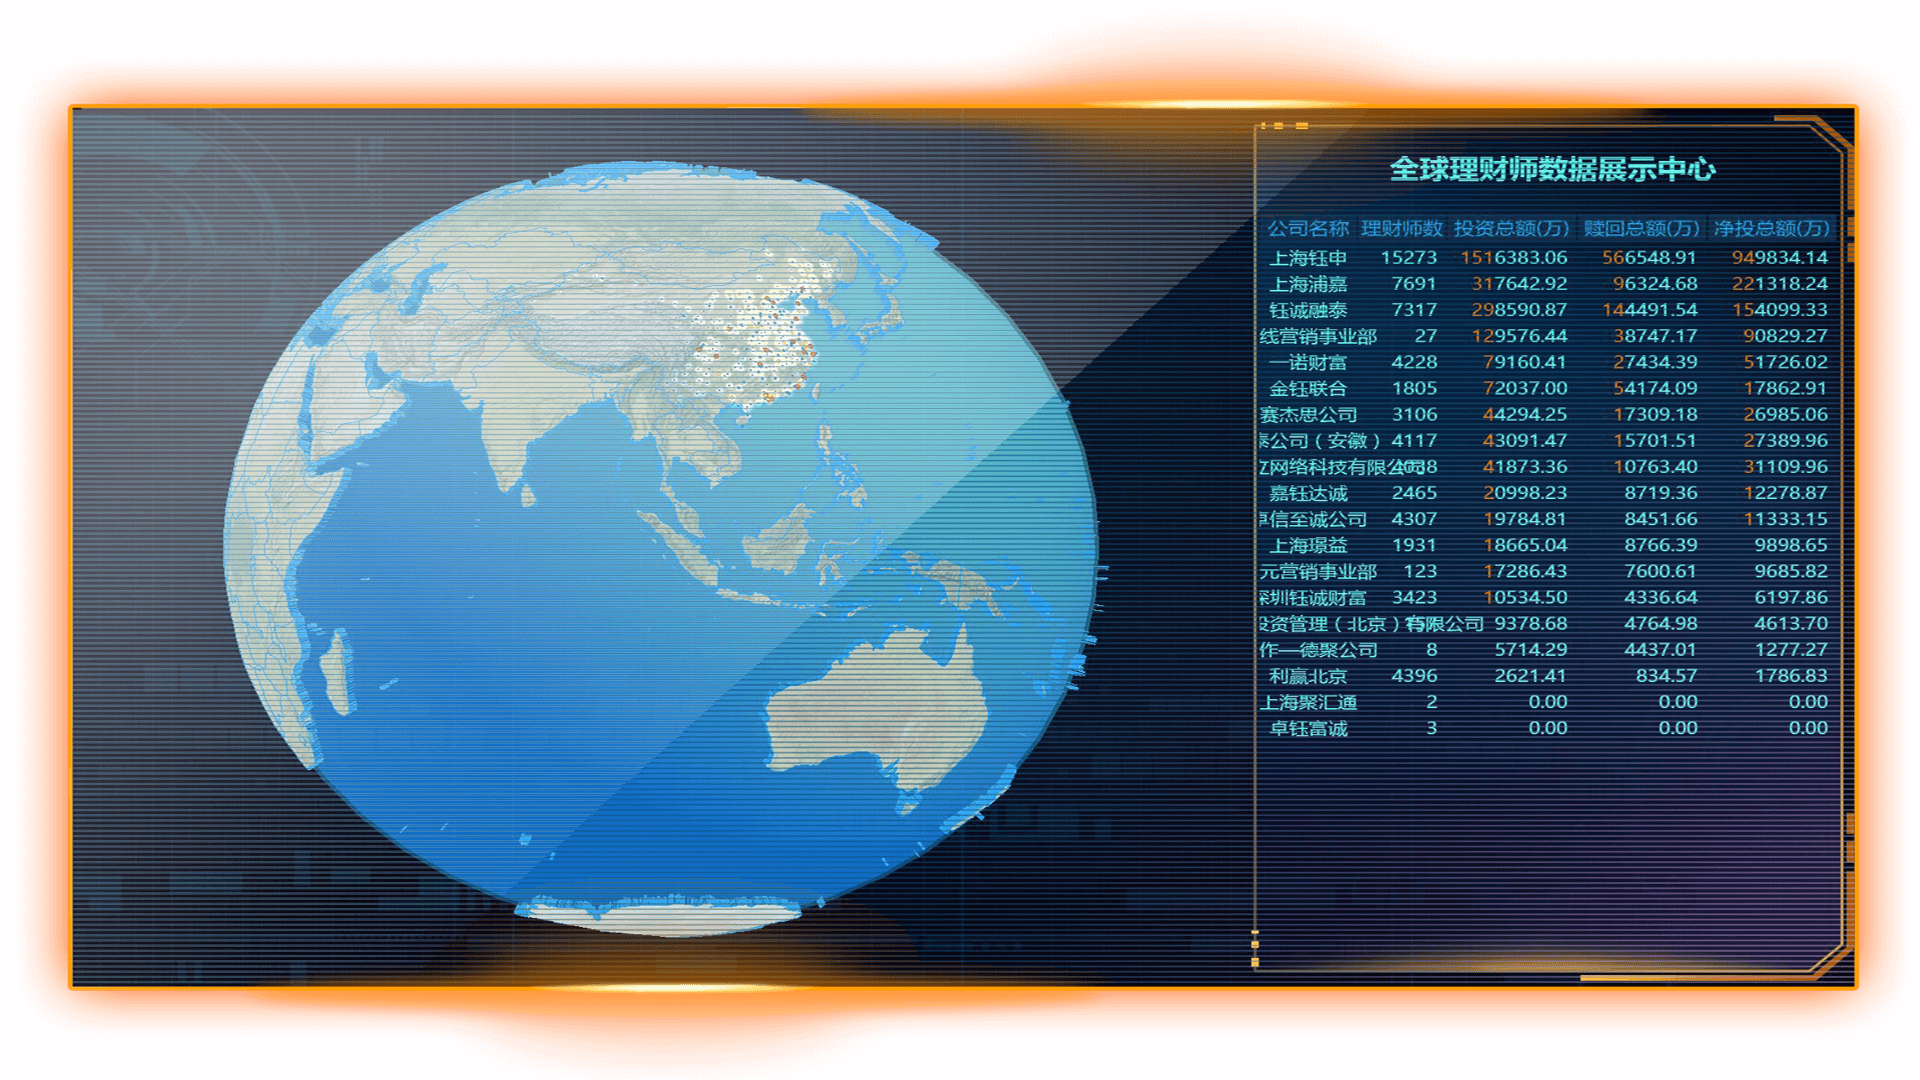 全球理财师数据展示中心
公司名称 理财师数 投资总额(万) 赎回总额(万) 净投总额(万)
上海钰申 15273 1516383.06 566548.91 949834.14
上海浦嘉 7691 317642.92 96324.68 221318.24
钰诚融泰 7317 298590.87 144491.54 154099.33
线营销事业部 27 129576.44 38747.17 90829.27
一诺财富 4228 79160.41 27434.39 51726.02
金钰联合 1805 72037.00 54174.09 17862.91
赛杰思公司 3106 44294.25 17309.18 26985.06
公司（安徽） 4117 43091.47 15701.51 27389.96
网络科技有限公司 41873.36 10763.40 31109.96
嘉钰达诚 2465 20998.23 8719.36 12278.87
信至诚公司 4307 19784.81 8451.66 11333.15
上海璟益 1931 18665.04 8766.39 9898.65
元营销事业部 123 17286.43 7600.61 9685.82
深圳钰诚财富 3423 10534.50 4336.64 6197.86
投资管理（北京）有限公司 9378.68 4764.98 4613.70
作—德聚公司 8 5714.29 4437.01 1277.27
利赢北京 4396 2621.41 834.57 1786.83
上海聚汇通 2 0.00 0.00 0.00
卓钰富诚 3 0.00 0.00 0.00